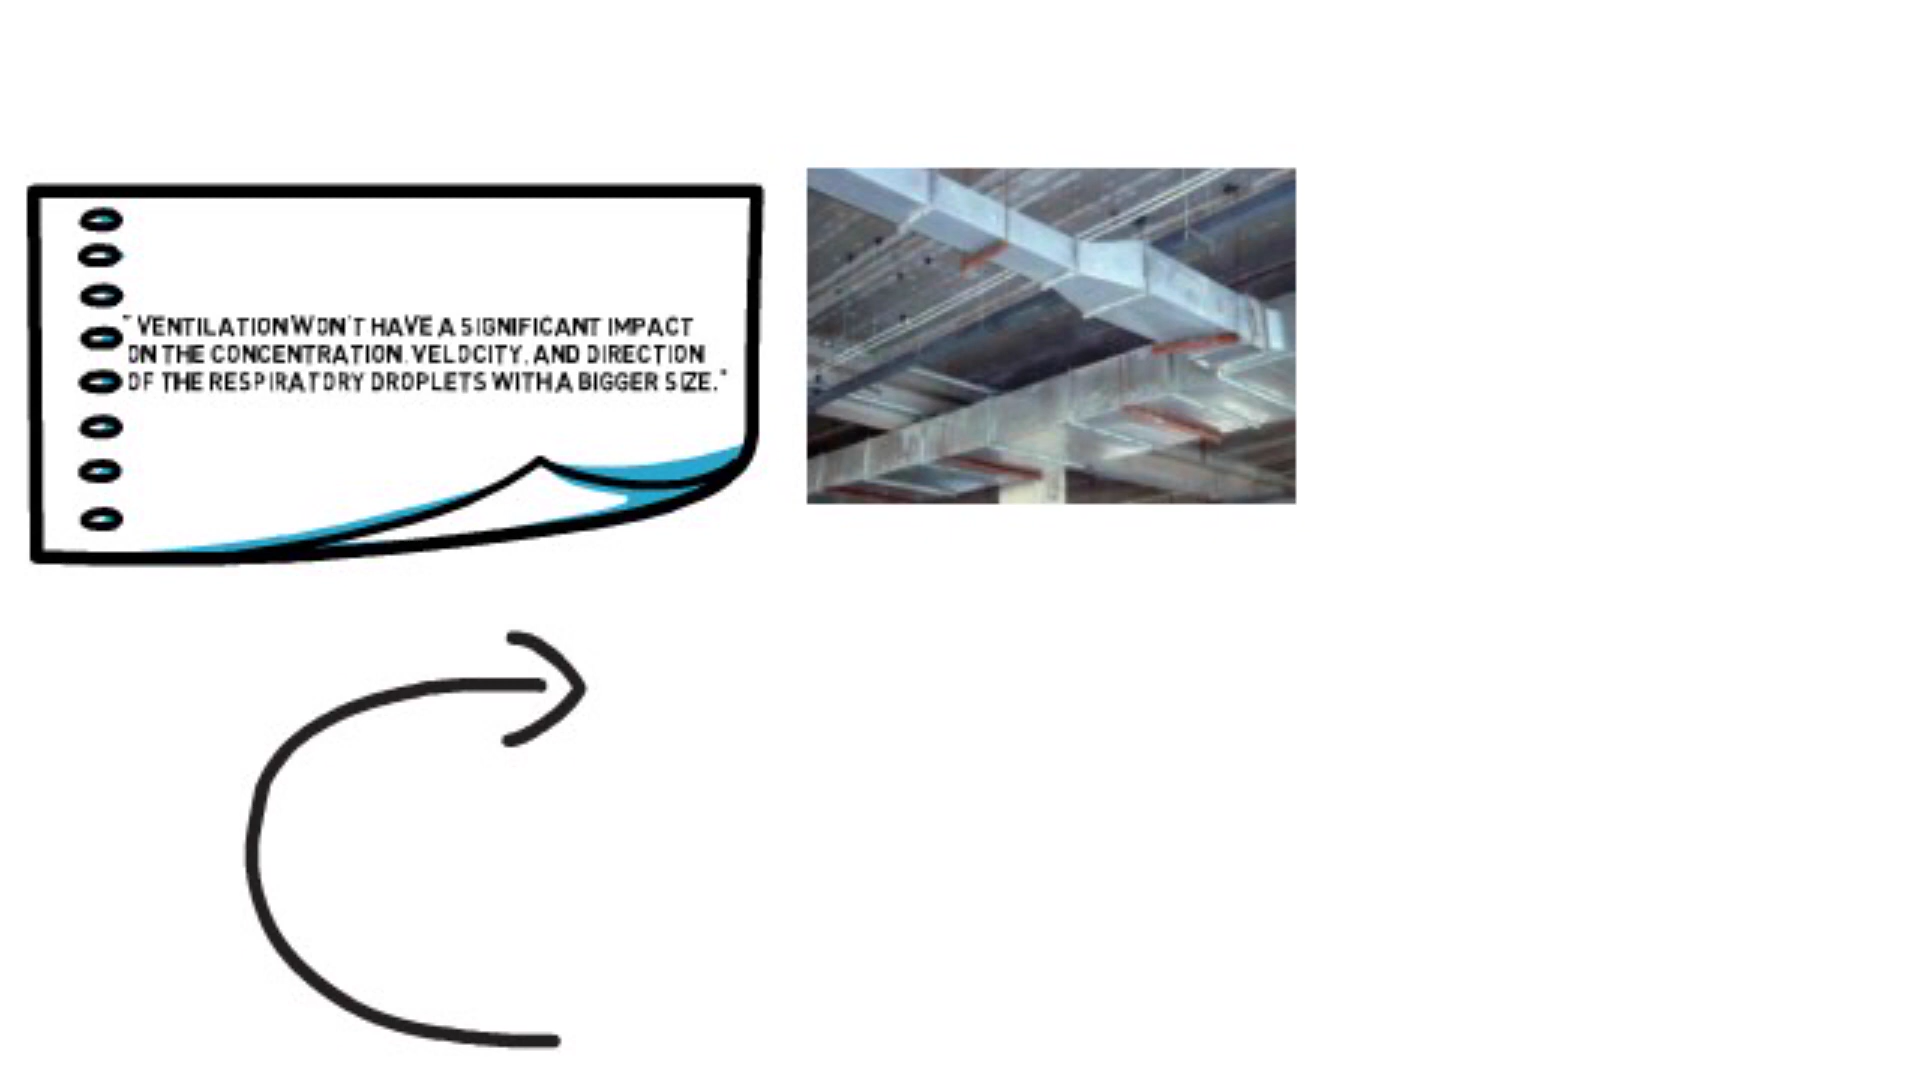 " VENTILATION WON'T HAVE A SIGNIFICANT IMPACT
ON THE CONCENTRATION, VELOCITY, AND DIRECTION
OF THE RESPIRATORY DROPLETS WITH A BIGGER SIZE."